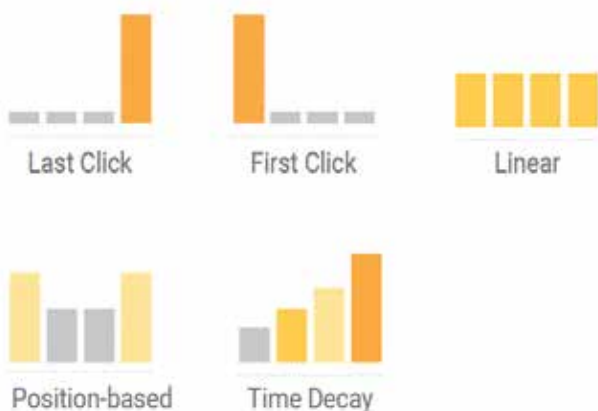 Last Click
First Click
Linear
Position-based
Time Decay